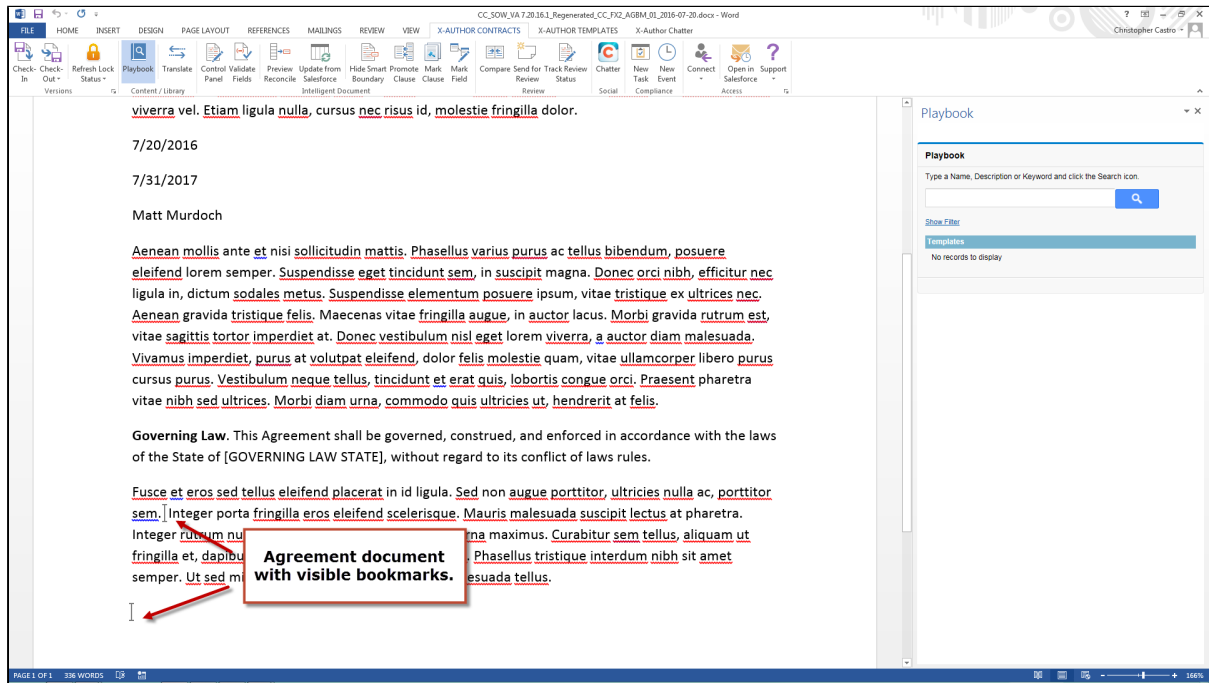 CC_SOW_VA 7.20.16.1_Regenerated_CC_FX2_AGBM_01_2016-07-20.docx - Word
FILE HOME INSERT DESIGN PAGE LAYOUT REFERENCES MAILINGS REVIEW VIEW X-AUTHOR CONTRACTS X-AUTHOR TEMPLATES X-Author Chatter Christopher Castro
Check- Check- Refresh Lock Playbook Translate Control Validate Preview Update from Hide Smart Promote Mark Mark Compare Send for Track Review Chatter New New Connect Open in Support
In Out Status Panel Fields Reconcile Salesforce Boundary Clause Clause Field Review Status Task Event Salesforce
Versions Content / Library Intelligent Document Review Social Compliance Access
viverra vel. Etiam ligula nulla, cursus nec risus id, molestie fringilla dolor.
7/20/2016
7/31/2017
Matt Murdoch
Aenean mollis ante et nisi sollicitudin mattis. Phasellus varius purus ac tellus bibendum, posuere
eleifend lorem semper. Suspendisse eget tincidunt sem, in suscipit magna. Donec orci nibh, efficitur nec
ligula in, dictum sodales metus. Suspendisse elementum posuere ipsum, vitae tristique ex ultrices nec.
Aenean gravida tristique felis. Maecenas vitae fringilla augue, in auctor lacus. Morbi gravida rutrum est,
vitae sagittis tortor imperdiet at. Donec vestibulum nisl eget lorem viverra, a auctor diam malesuada.
Vivamus imperdiet, purus at volutpat eleifend, dolor felis molestie quam, vitae ullamcorper libero purus
cursus purus. Vestibulum neque tellus, tincidunt et erat quis, lobortis congue orci. Praesent pharetra
vitae nibh sed ultrices. Morbi diam urna, commodo quis ultricies ut, hendrerit at felis.
Governing Law. This Agreement shall be governed, construed, and enforced in accordance with the laws
of the State of [GOVERNING LAW STATE], without regard to its conflict of laws rules.
Fusce et eros sed tellus eleifend placerat in id ligula. Sed non augue porttitor, ultricies nulla ac, porttitor
sem. Integer porta fringilla eros eleifend scelerisque. Mauris malesuada suscipit lectus at pharetra.
Integer rutrum nu rna maximus. Curabitur sem tellus, aliquam ut
fringilla et, dapibu Phasellus tristique interdum nibh sit amet
semper. Ut sed mi esuada tellus.
Agreement document
with visible bookmarks.
Playbook
Playbook
Type a Name, Description or Keyword and click the Search icon.
Show Filter
Templates
No records to display
PAGE 1 OF 1 336 WORDS 166%